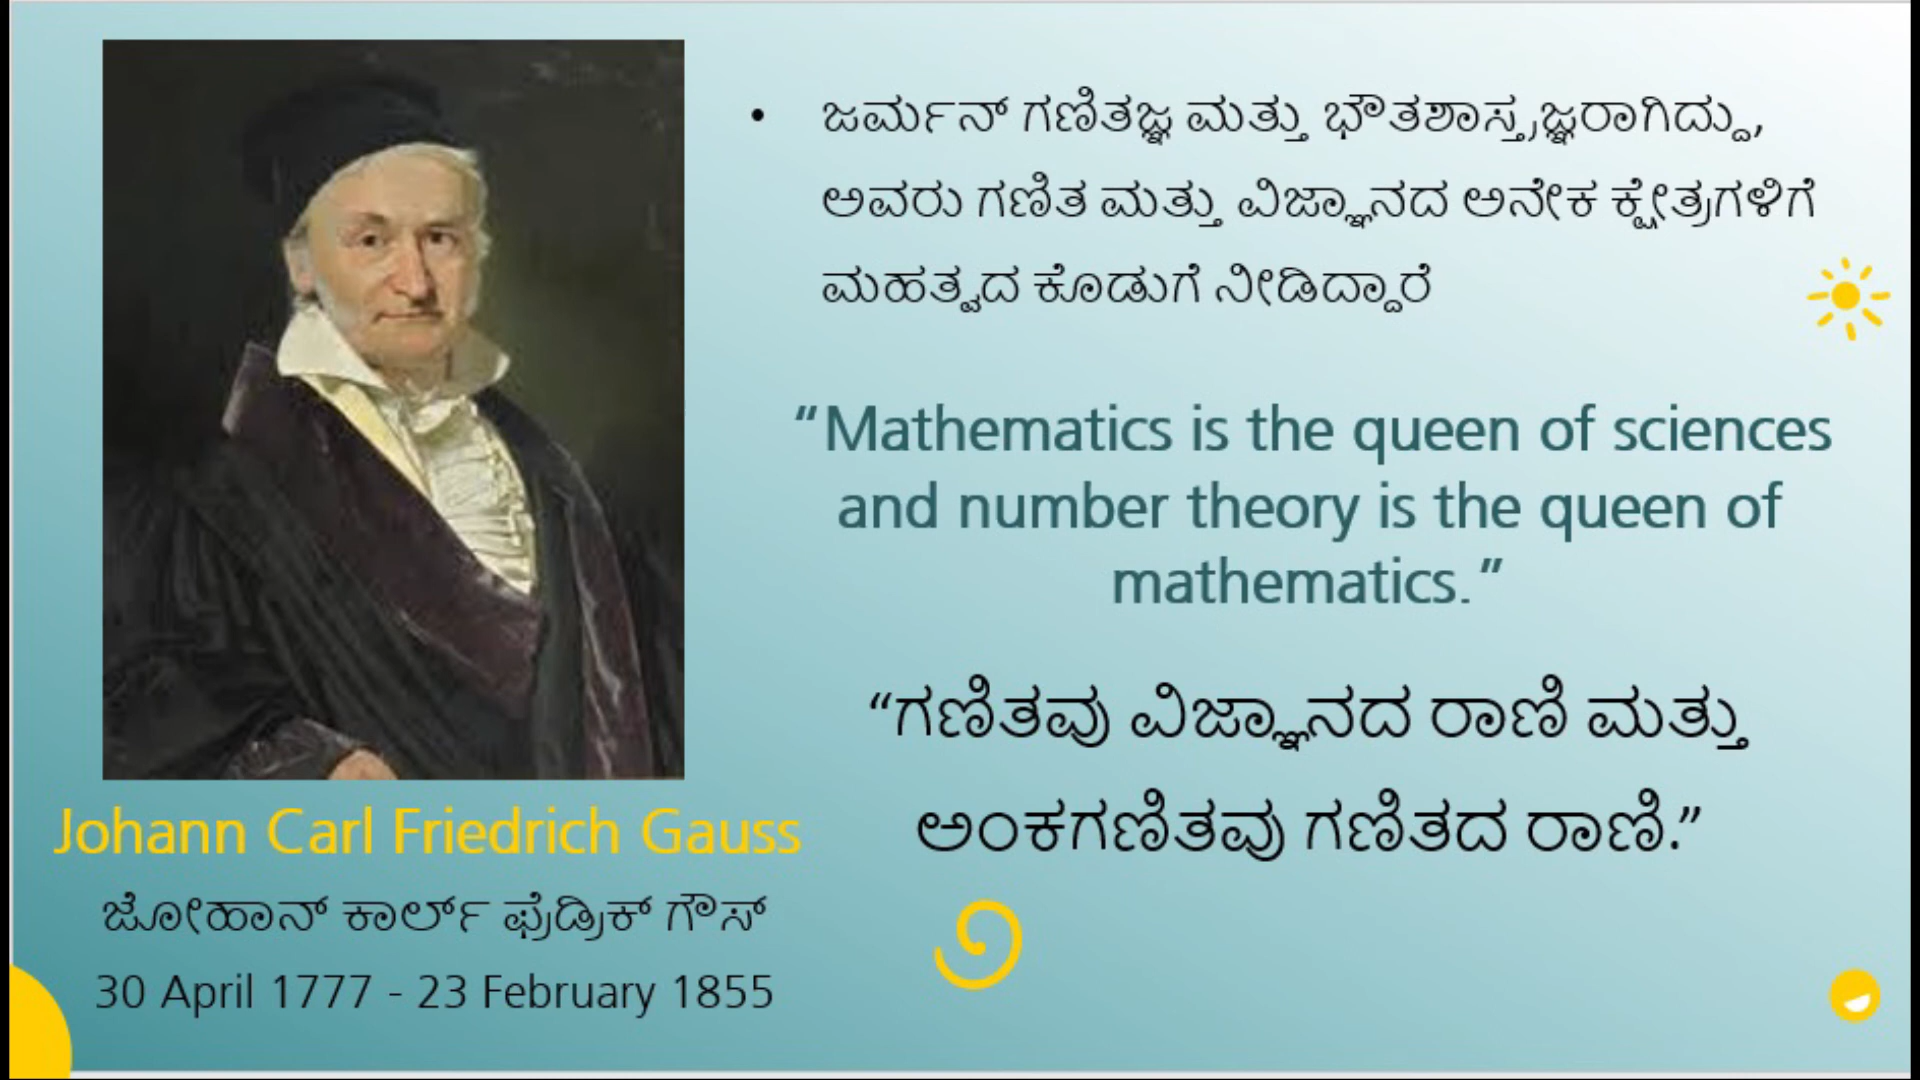 • ಜರ್ಮನ್ ಗಣಿತಜ್ಞ ಮತ್ತು ಭೌತಶಾಸ್ತ್ರಜ್ಞರಾಗಿದ್ದು,
ಅವರು ಗಣಿತ ಮತ್ತು ವಿಜ್ಞಾನದ ಅನೇಕ ಕ್ಷೇತ್ರಗಳಿಗೆ
ಮಹತ್ವದ ಕೊಡುಗೆ ನೀಡಿದ್ದಾರೆ
“Mathematics is the queen of sciences
and number theory is the queen of
mathematics.”
“ಗಣಿತವು ವಿಜ್ಞಾನದ ರಾಣಿ ಮತ್ತು
ಅಂಕಗಣಿತವು ಗಣಿತದ ರಾಣಿ.”
Johann Carl Friedrich Gauss
ಜೋಹಾನ್ ಕಾರ್ಲ್ ಫ್ರೆಡ್ರಿಕ್ ಗೌಸ್
30 April 1777 - 23 February 1855